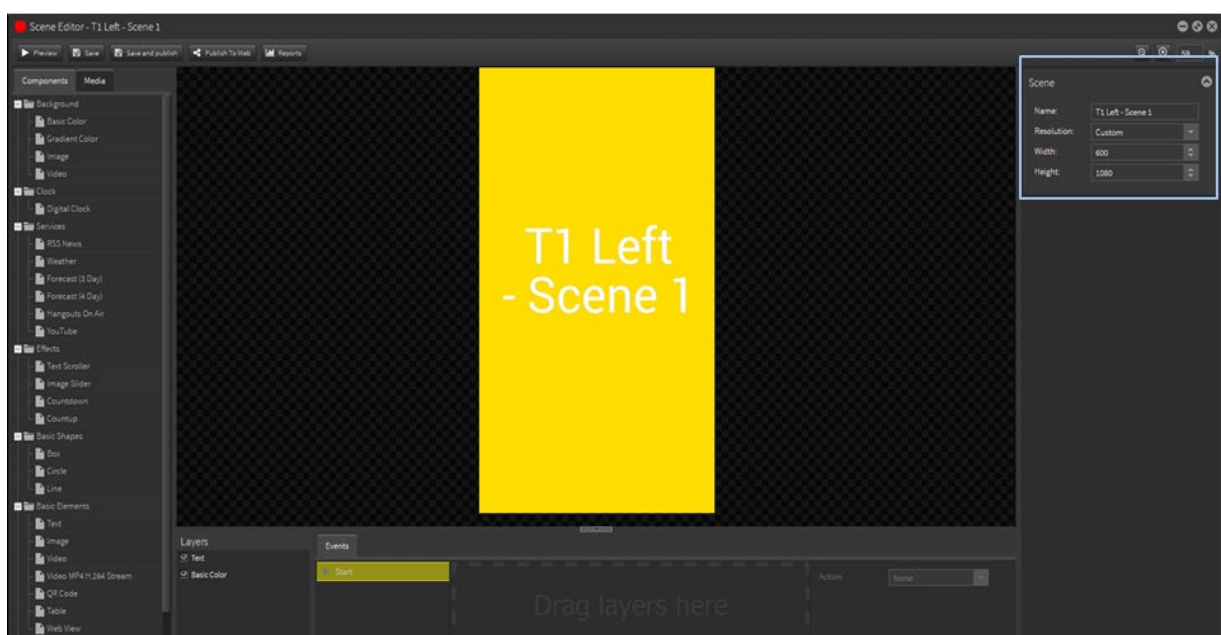 Scene Editor - T1 Left - Scene 1
Preview Save Save and publish Publish To Web Reports
59 %
Components Media
Background
Basic Color
Gradient Color
Image
Video
Clock
Digital Clock
Services
RSS News
Weather
Forecast (3 Day)
Forecast (4 Day)
Hangouts On Air
YouTube
Effects
Text Scroller
Image Slider
Countdown
Countup
Basic Shapes
Box
Circle
Line
Basic Elements
Text
Image
Video
Video MP4 H.264 Stream
QR Code
Table
Web View
T1 Left
- Scene 1
Layers
Text
Basic Color
Events
Start
Drag layers here
Action: None
Scene
Name: T1 Left - Scene 1
Resolution: Custom
Width: 600
Height: 1080